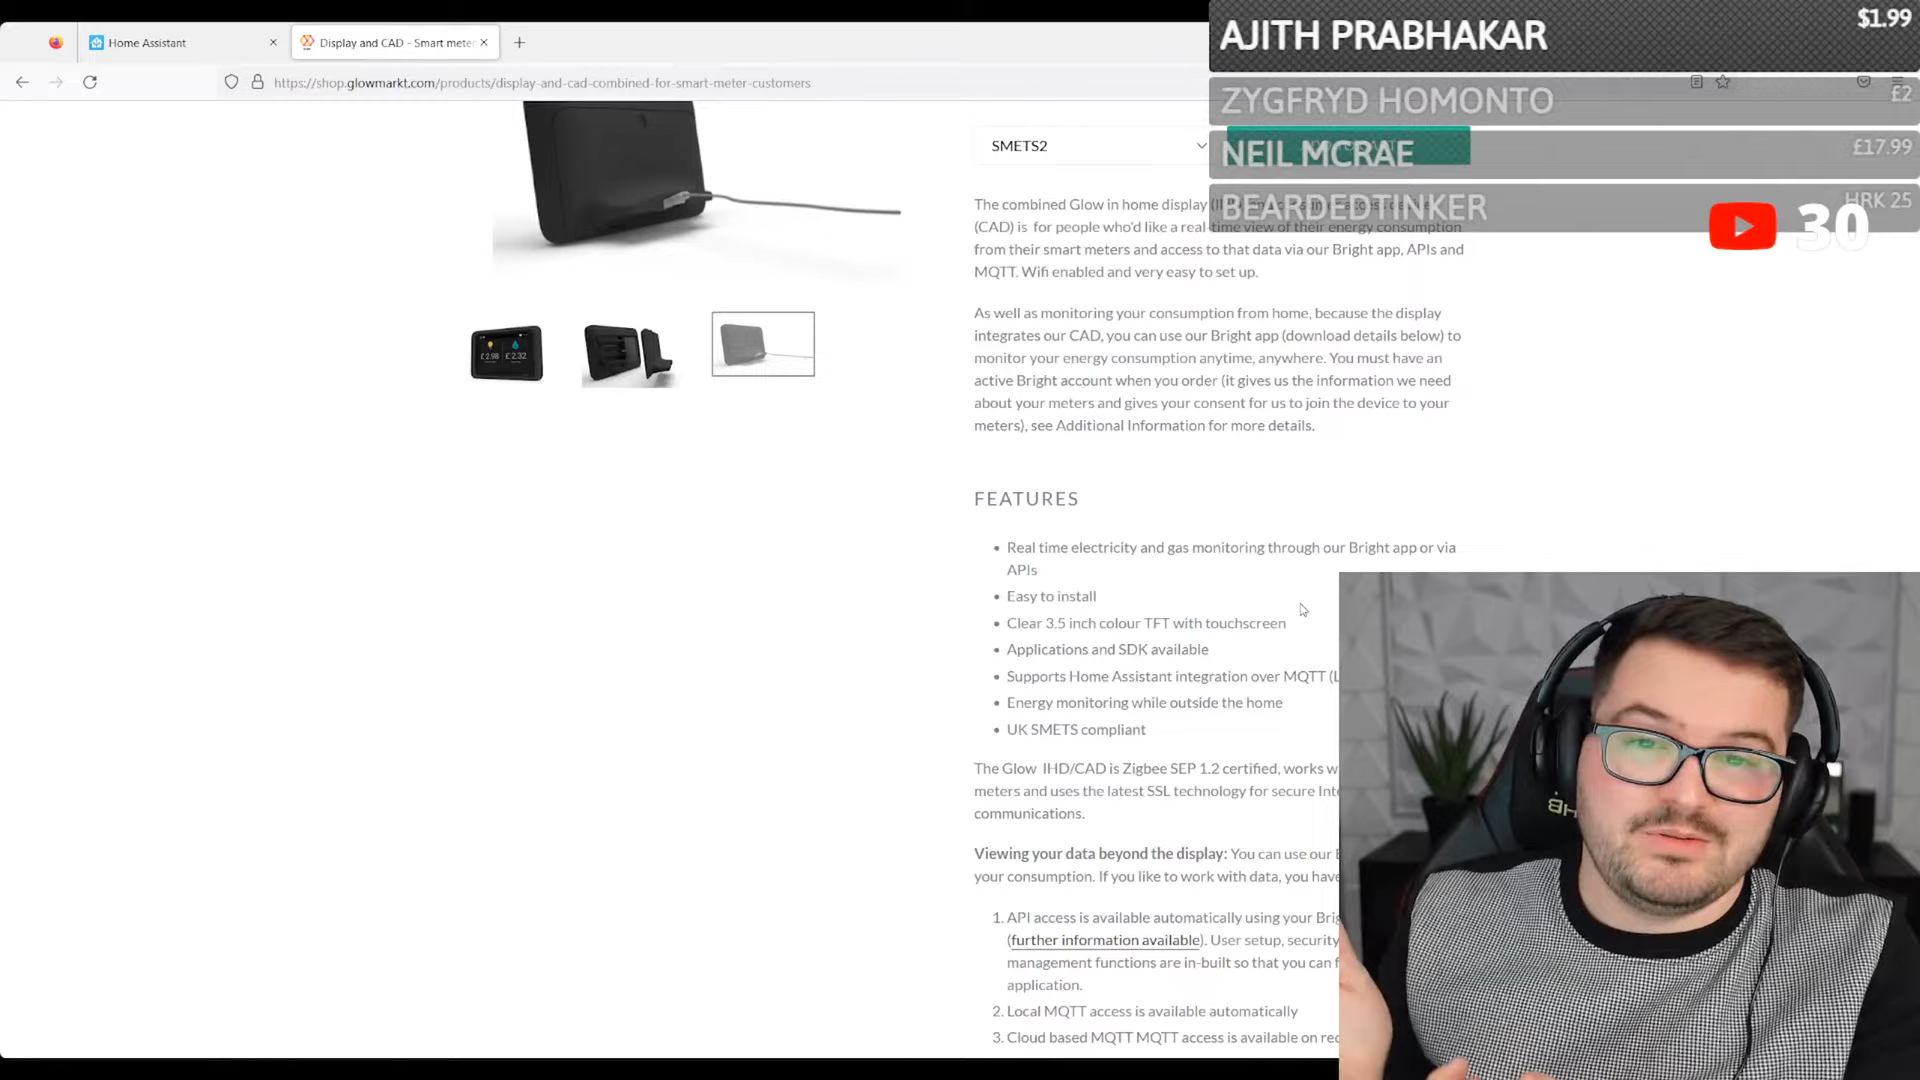 Home Assistant
Display and CAD - Smart meter
https://shop.glowmarkt.com/products/display-and-cad-combined-for-smart-meter-customers
AJITH PRABHAKAR
$1.99
ZYGFRYD HOMONTO
£2
NEIL MCRAE
£17.99
BEARDEDTINKER
HRK 25
30
SMETS2
The combined Glow in home display
(CAD) is for people who'd like a real-time view of their energy consumption
from their smart meters and access to that data via our Bright app, APIs and
MQTT. Wifi enabled and very easy to set up.
As well as monitoring your consumption from home, because the display
integrates our CAD, you can use our Bright app (download details below) to
monitor your energy consumption anytime, anywhere. You must have an
active Bright account when you order (it gives us the information we need
about your meters and gives your consent for us to join the device to your
meters), see Additional Information for more details.
£2.98 £2.32
FEATURES
Real time electricity and gas monitoring through our Bright app or via
APIs
Easy to install
Clear 3.5 inch colour TFT with touchscreen
Applications and SDK available
Supports Home Assistant integration over MQTT (L
Energy monitoring while outside the home
UK SMETS compliant
The Glow IHD/CAD is Zigbee SEP 1.2 certified, works w
meters and uses the latest SSL technology for secure Inte
communications.
Viewing your data beyond the display: You can use our B
your consumption. If you like to work with data, you have
1. API access is available automatically using your Brig
(further information available). User setup, security
management functions are in-built so that you can f
application.
2. Local MQTT access is available automatically
3. Cloud based MQTT MQTT access is available on rec